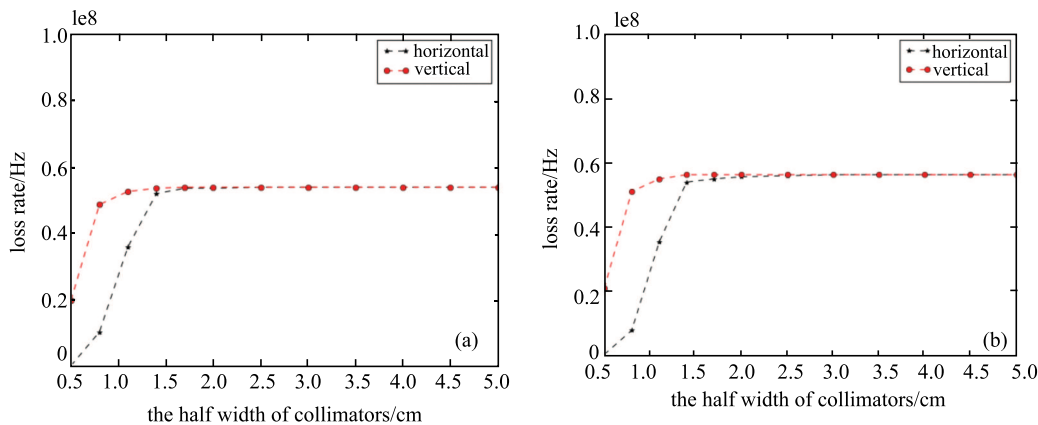 1e8
1.0
0.8
0.6
0.4
0.2
0
loss rate/Hz
horizontal
vertical
(a)
0.5 1.0 1.5 2.0 2.5 3.0 3.5 4.0 4.5 5.0
the half width of collimators/cm
1e8
1.0
0.8
0.6
0.4
0.2
0
loss rate/Hz
horizontal
vertical
(b)
0.5 1.0 1.5 2.0 2.5 3.0 3.5 4.0 4.5 5.0
the half width of collimators/cm